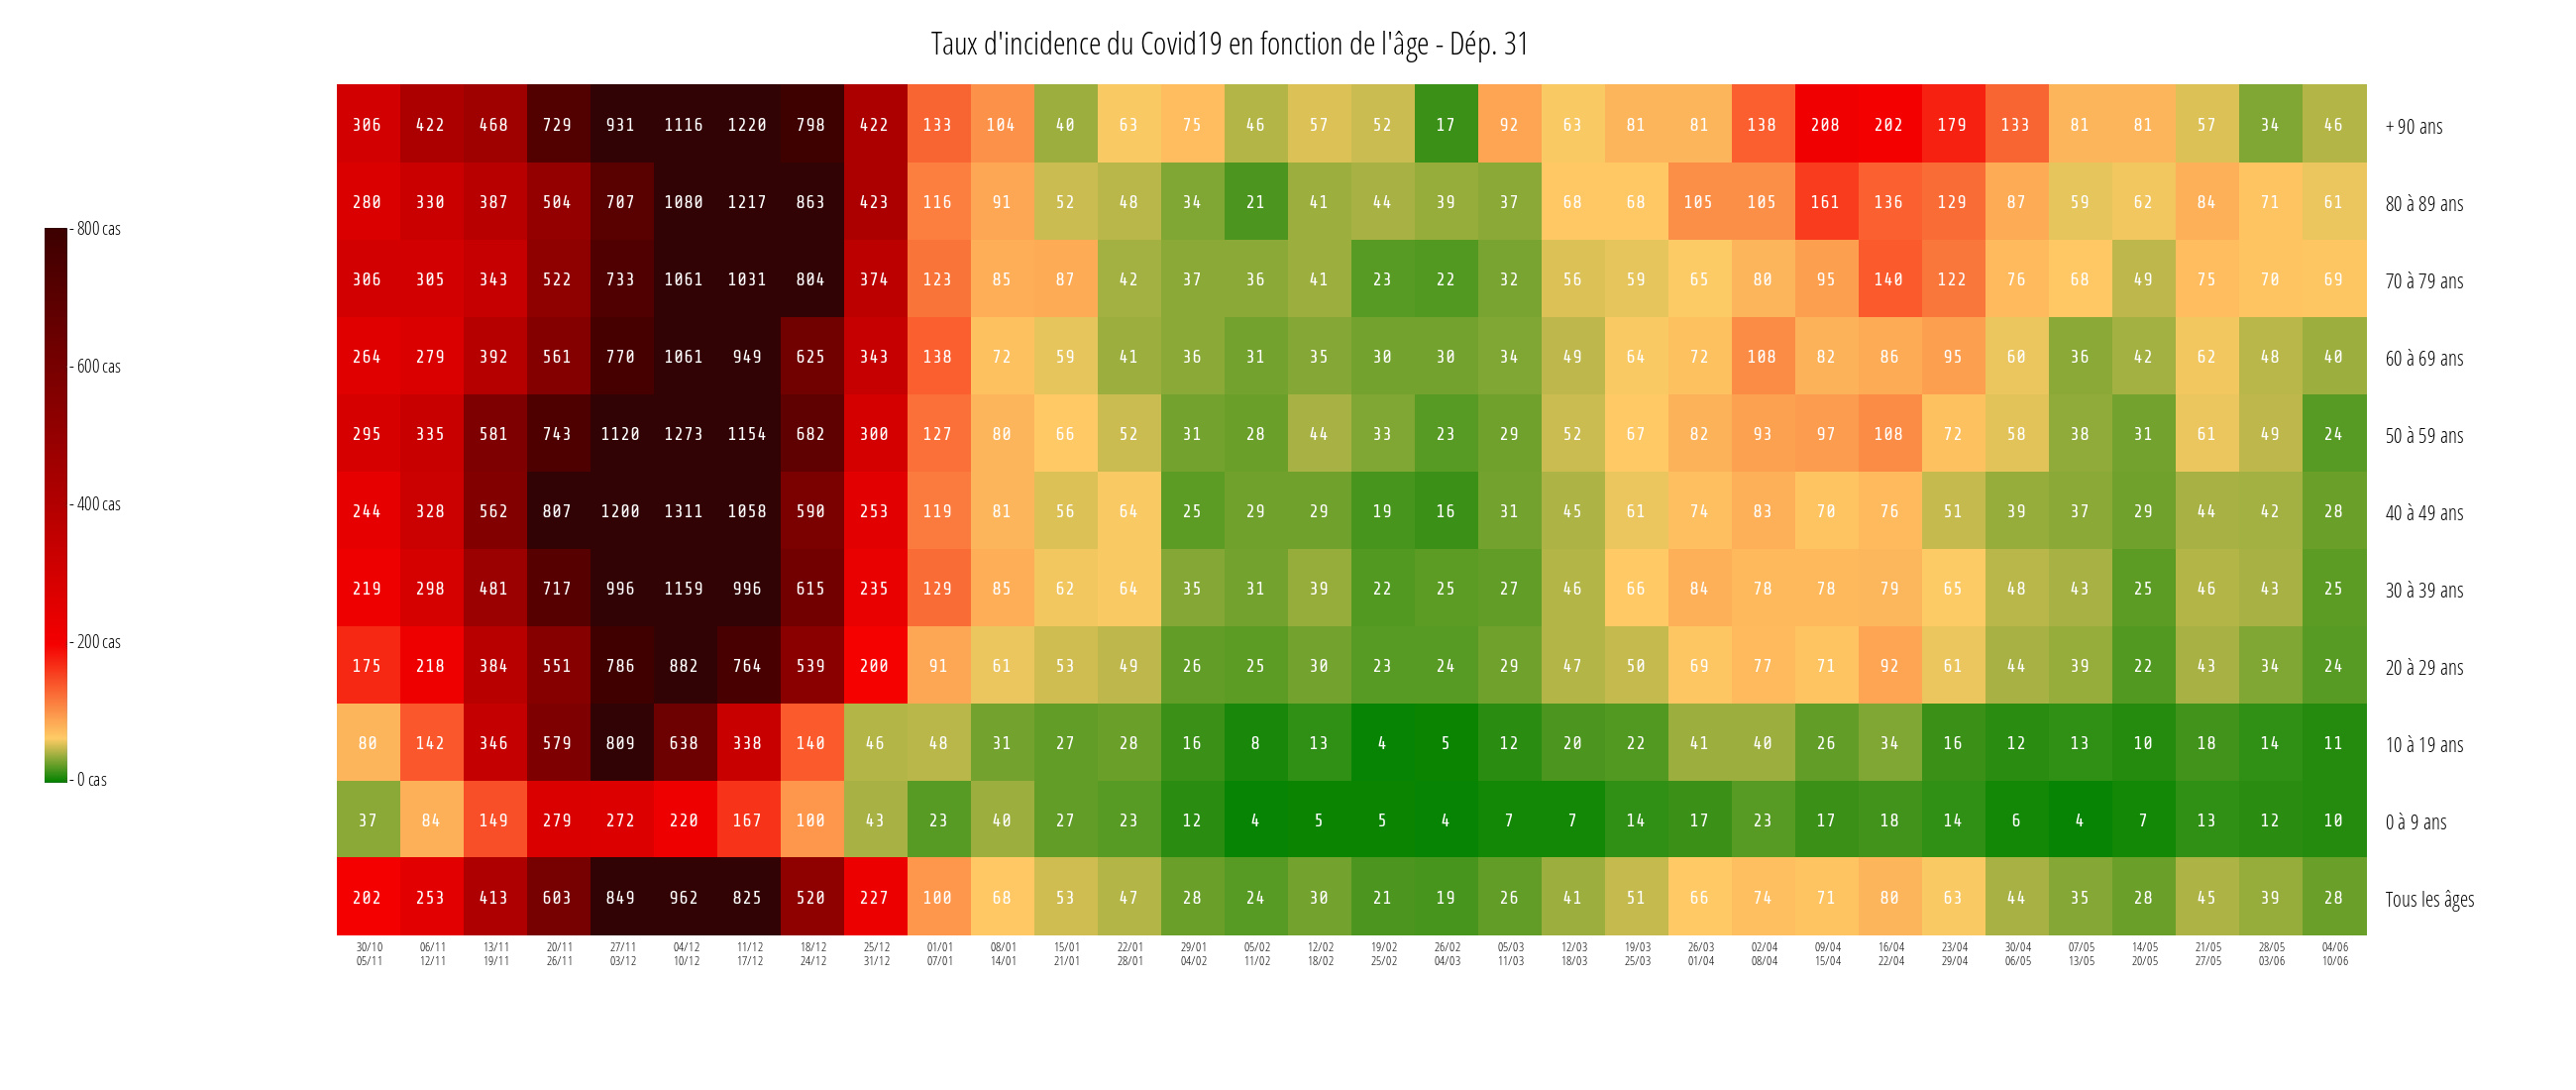 Taux d'incidence du Covid19 en fonction de l'âge - Dép. 31
- 800 cas
- 600 cas
- 400 cas
- 200 cas
- 0 cas
306 422 468 729 931 1116 1220 798 422 133 104 40 63 75 46 57 52 17 92 63 81 81 138 208 202 179 133 81 81 57 34 46 + 90 ans
280 330 387 504 707 1080 1217 863 423 116 91 52 48 34 21 41 44 39 37 68 68 105 105 161 136 129 87 59 62 84 71 61 80 à 89 ans
306 305 343 522 733 1061 1031 804 374 123 85 87 42 37 36 41 23 22 32 56 59 65 80 95 140 122 76 68 49 75 70 69 70 à 79 ans
264 279 392 561 770 1061 949 625 343 138 72 59 41 36 31 35 30 30 34 49 64 72 108 82 86 95 60 36 42 62 48 40 60 à 69 ans
295 335 581 743 1120 1273 1154 682 300 127 80 66 52 31 28 44 33 23 29 52 67 82 93 97 108 72 58 38 31 61 49 24 50 à 59 ans
244 328 562 807 1200 1311 1058 590 253 119 81 56 64 25 29 29 19 16 31 45 61 74 83 70 76 51 39 37 29 44 42 28 40 à 49 ans
219 298 481 717 996 1159 996 615 235 129 85 62 64 35 31 39 22 25 27 46 66 84 78 78 79 65 48 43 25 46 43 25 30 à 39 ans
175 218 384 551 786 882 764 539 200 91 61 53 49 26 25 30 23 24 29 47 50 69 77 71 92 61 44 39 22 43 34 24 20 à 29 ans
80 142 346 579 809 638 338 140 46 48 31 27 28 16 8 13 4 5 12 20 22 41 40 26 34 16 12 13 10 18 14 11 10 à 19 ans
37 84 149 279 272 220 167 100 43 23 40 27 23 12 4 5 5 4 7 7 14 17 23 17 18 14 6 4 7 13 12 10 0 à 9 ans
202 253 413 603 849 962 825 520 227 100 68 53 47 28 24 30 21 19 26 41 51 66 74 71 80 63 44 35 28 45 39 28 Tous les âges
30/10 06/11 13/11 20/11 27/11 04/12 11/12 18/12 25/12 01/01 08/01 15/01 22/01 29/01 05/02 12/02 19/02 26/02 05/03 12/03 19/03 26/03 02/04 09/04 16/04 23/04 30/04 07/05 14/05 21/05 28/05 04/06
05/11 12/11 19/11 26/11 03/12 10/12 17/12 24/12 31/12 07/01 14/01 21/01 28/01 04/02 11/02 18/02 25/02 04/03 11/03 18/03 25/03 01/04 08/04 15/04 22/04 29/04 06/05 13/05 20/05 27/05 03/06 10/06